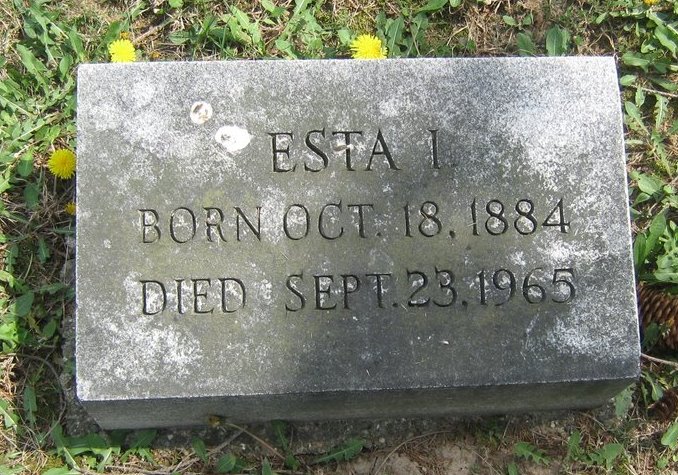 ESTA I.
BORN OCT. 18, 1884
DIED SEPT. 23, 1965